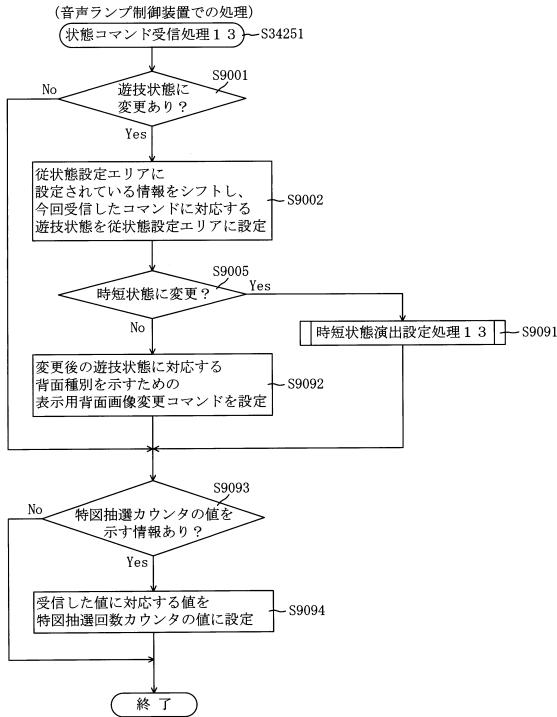 (音声ランプ制御装置での処理)
状態コマンド受信処理13
S34251
S9001
No
遊技状態に
変更あり?
Yes
従状態設定エリアに
設定されている情報をシフトし、
今回受信したコマンドに対応する
遊技状態を従状態設定エリアに設定
S9002
S9005
時短状態に変更?
Yes
No
時短状態演出設定処理13
S9091
変更後の遊技状態に対応する
背面種別を示すための
表示用背面画像変更コマンドを設定
S9092
S9093
No
特図抽選カウンタの値を
示す情報あり?
Yes
受信した値に対応する値を
特図抽選回数カウンタの値に設定
S9094
終了